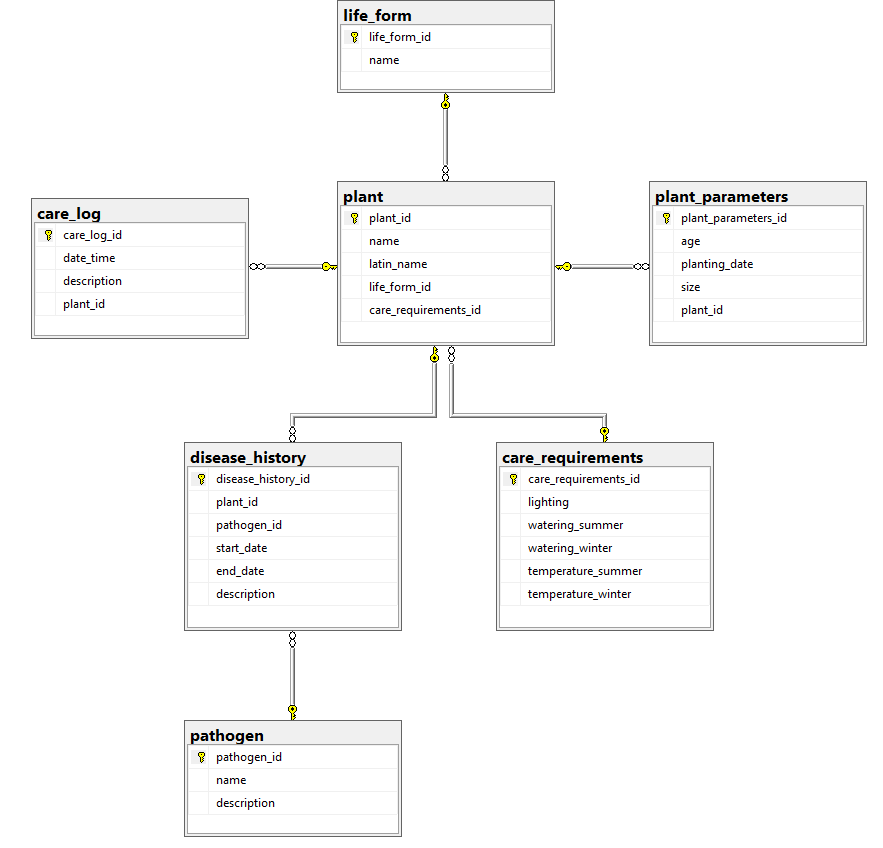 life_form
life_form_id
name
care_log
care_log_id
date_time
description
plant_id
plant
plant_id
name
latin_name
life_form_id
care_requirements_id
plant_parameters
plant_parameters_id
age
planting_date
size
plant_id
disease_history
disease_history_id
plant_id
pathogen_id
start_date
end_date
description
care_requirements
care_requirements_id
lighting
watering_summer
watering_winter
temperature_summer
temperature_winter
pathogen
pathogen_id
name
description